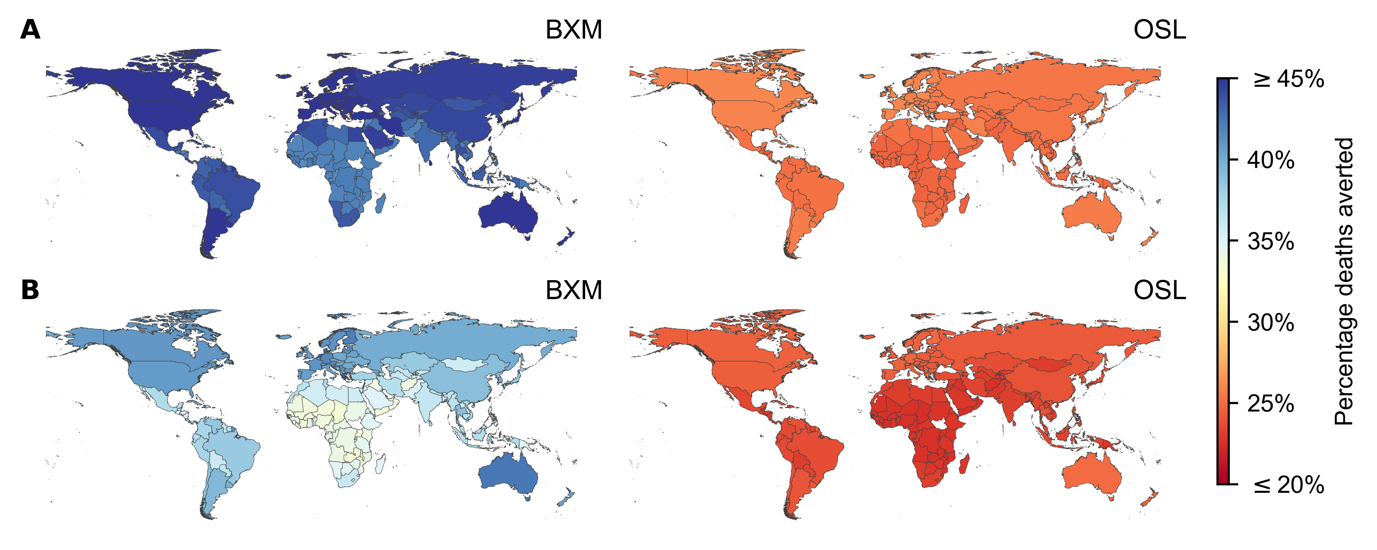 A BXM OSL
≥ 45%
40%
35%
30%
25%
≤ 20%
Percentage deaths averted
B BXM OSL